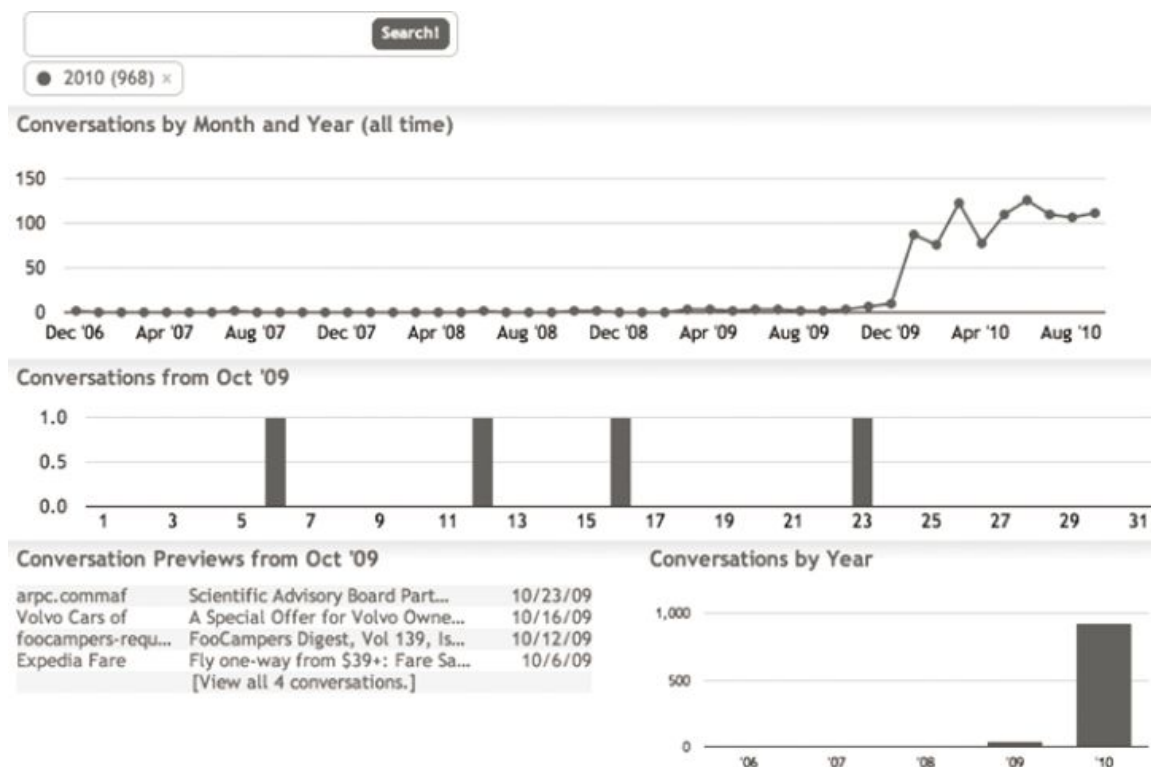 Search!
2010 (968) ×
Conversations by Month and Year (all time)
150
100
50
0
Dec '06 Apr '07 Aug '07 Dec '07 Apr '08 Aug '08 Dec '08 Apr '09 Aug '09 Dec '09 Apr '10 Aug '10
Conversations from Oct '09
1.0
0.5
0.0
1 3 5 7 9 11 13 15 17 19 21 23 25 27 29 31
Conversation Previews from Oct '09
arpc.commaf Scientific Advisory Board Part... 10/23/09
Volvo Cars of A Special Offer for Volvo Owne... 10/16/09
foocampers-requ... FooCampers Digest, Vol 139, Is... 10/12/09
Expedia Fare Fly one-way from $39+: Fare Sa... 10/6/09
[View all 4 conversations.]
Conversations by Year
1,000
500
0
'06 '07 '08 '09 '10